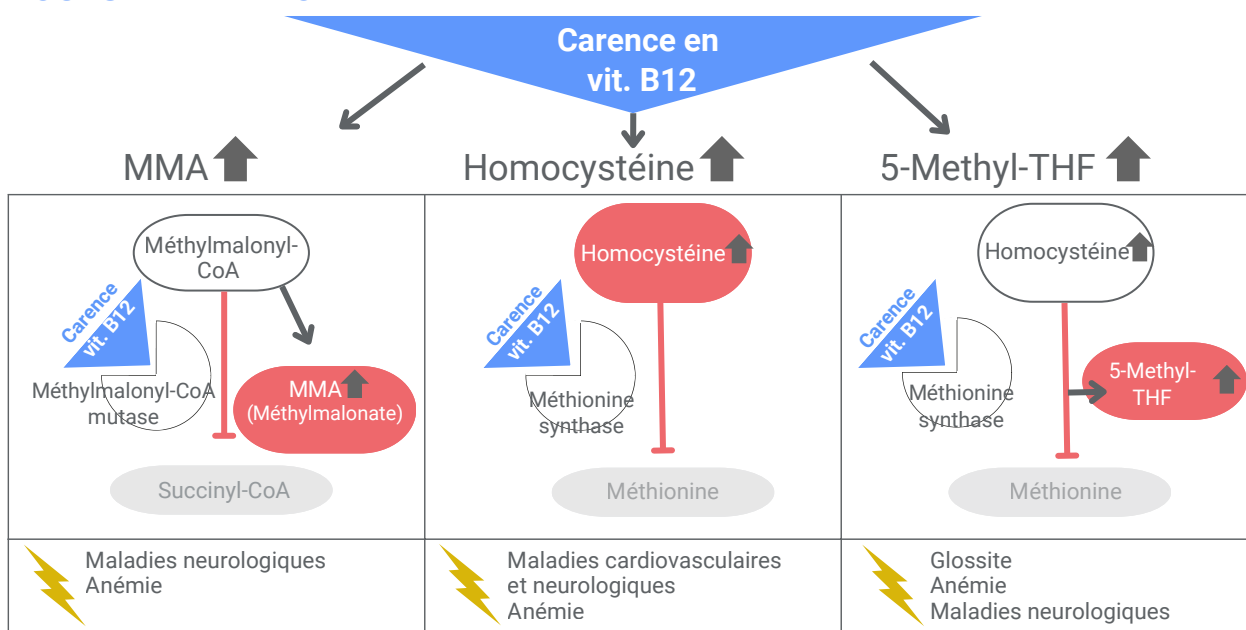 Carence en
vit. B12
MMA
Homocystéine
5-Methyl-THF
Méthylmalonyl-
CoA
Carence
vit. B12
Méthylmalonyl-CoA
mutase
MMA
(Méthylmalonate)
Succinyl-CoA
Homocystéine
Carence
vit. B12
Méthionine
synthase
Méthionine
Homocystéine
Carence
vit. B12
Méthionine
synthase
5-Methyl-
THF
Méthionine
Maladies neurologiques
Anémie
Maladies cardiovasculaires
et neurologiques
Anémie
Glossite
Anémie
Maladies neurologiques